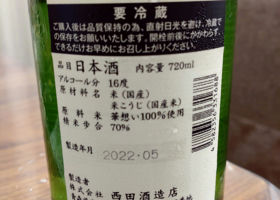 要冷蔵
ご購入後は品質保持の為、直射日光を避け、冷蔵で
の保存をお願いいたします。開栓前後にかかわらず、
できるだけお早めにお召し上がりください。
品目 日本酒 内容量 720ml
アルコール分 16度
原材料名 米(国産)
米こうじ(国産米)
原料米 華想い100%使用
精米歩合 70%
製造年月 2022.05
製造者
株式会社 西田酒造店